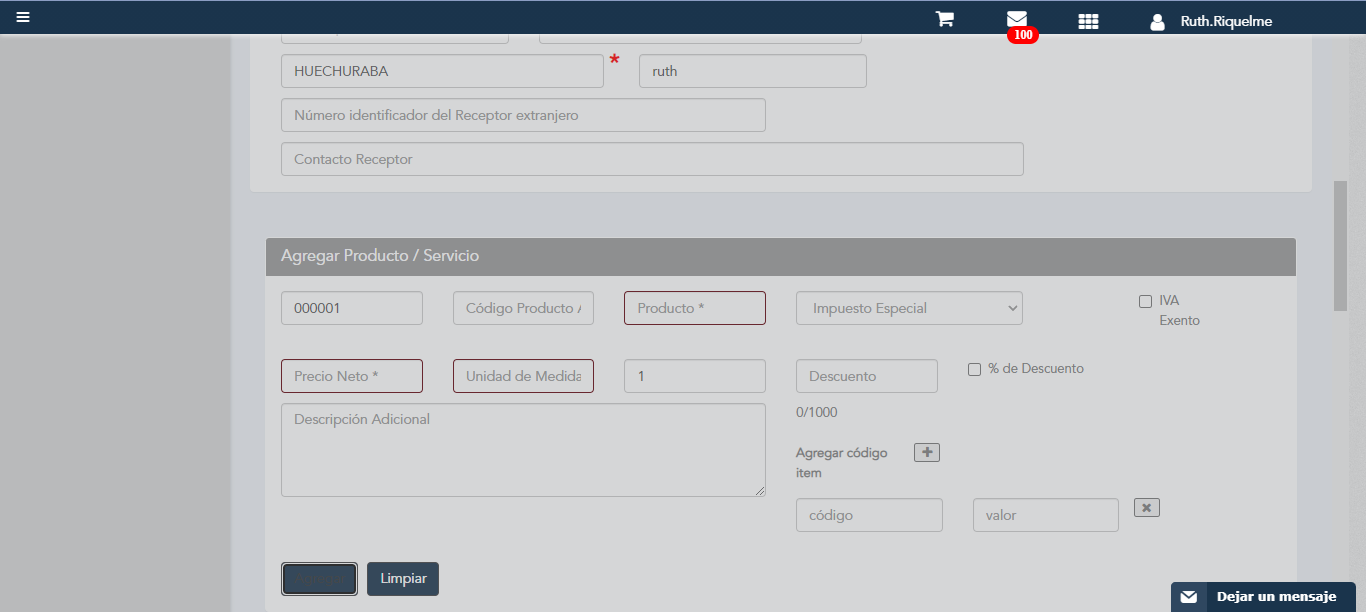 100
Ruth.Riquelme
HUECHURABA * ruth
Número identificador del Receptor extranjero
Contacto Receptor
Agregar Producto / Servicio
000001 Código Producto Producto * Impuesto Especial IVA
Exento
Precio Neto * Unidad de Medida 1 Descuento % de Descuento
Descripción Adicional 0/1000
Agregar código
item
código valor
Limpiar
Dejar un mensaje